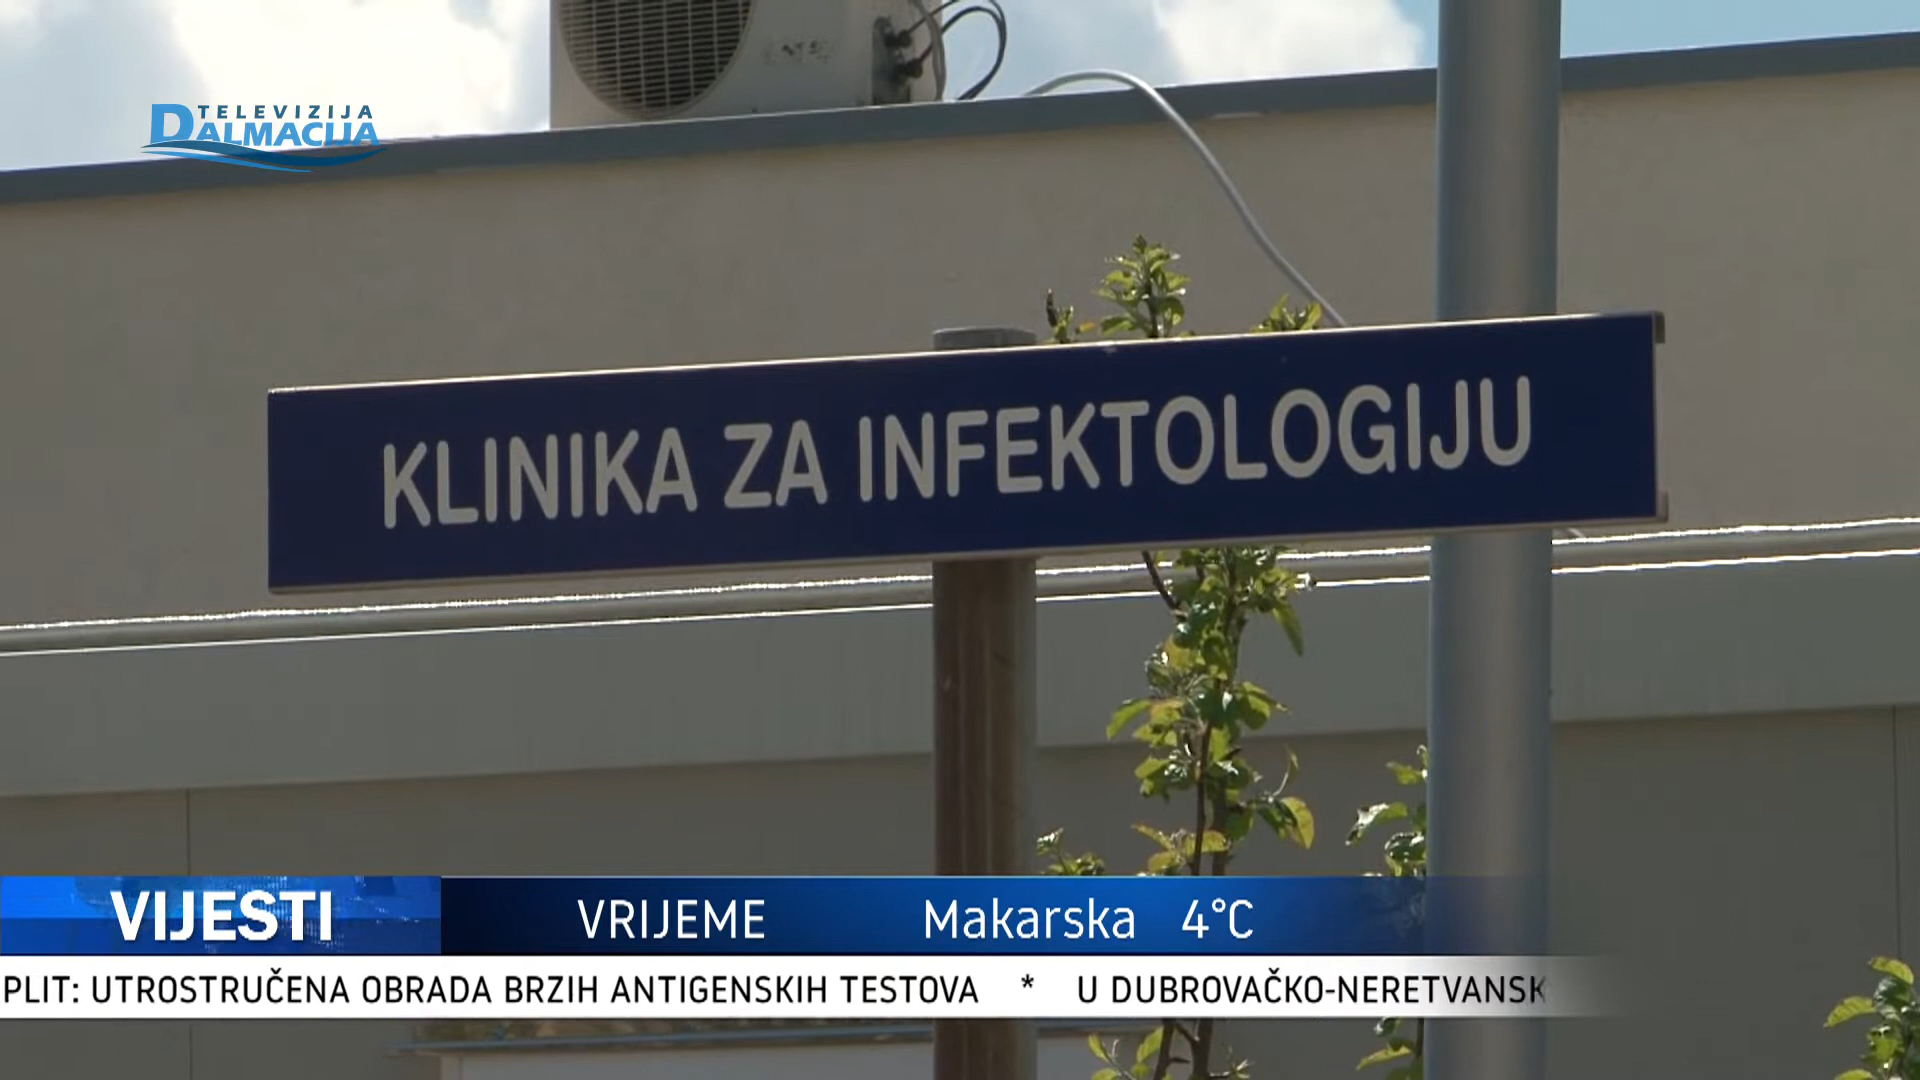 TELEVIZIJA
DALMACIJA
KLINIKA ZA INFEKTOLOGIJU
VIJESTI VRIJEME Makarska 4°C
PLIT: UTROSTRUČENA OBRADA BRZIH ANTIGENSKIH TESTOVA * U DUBROVAČKO-NERETVANSK